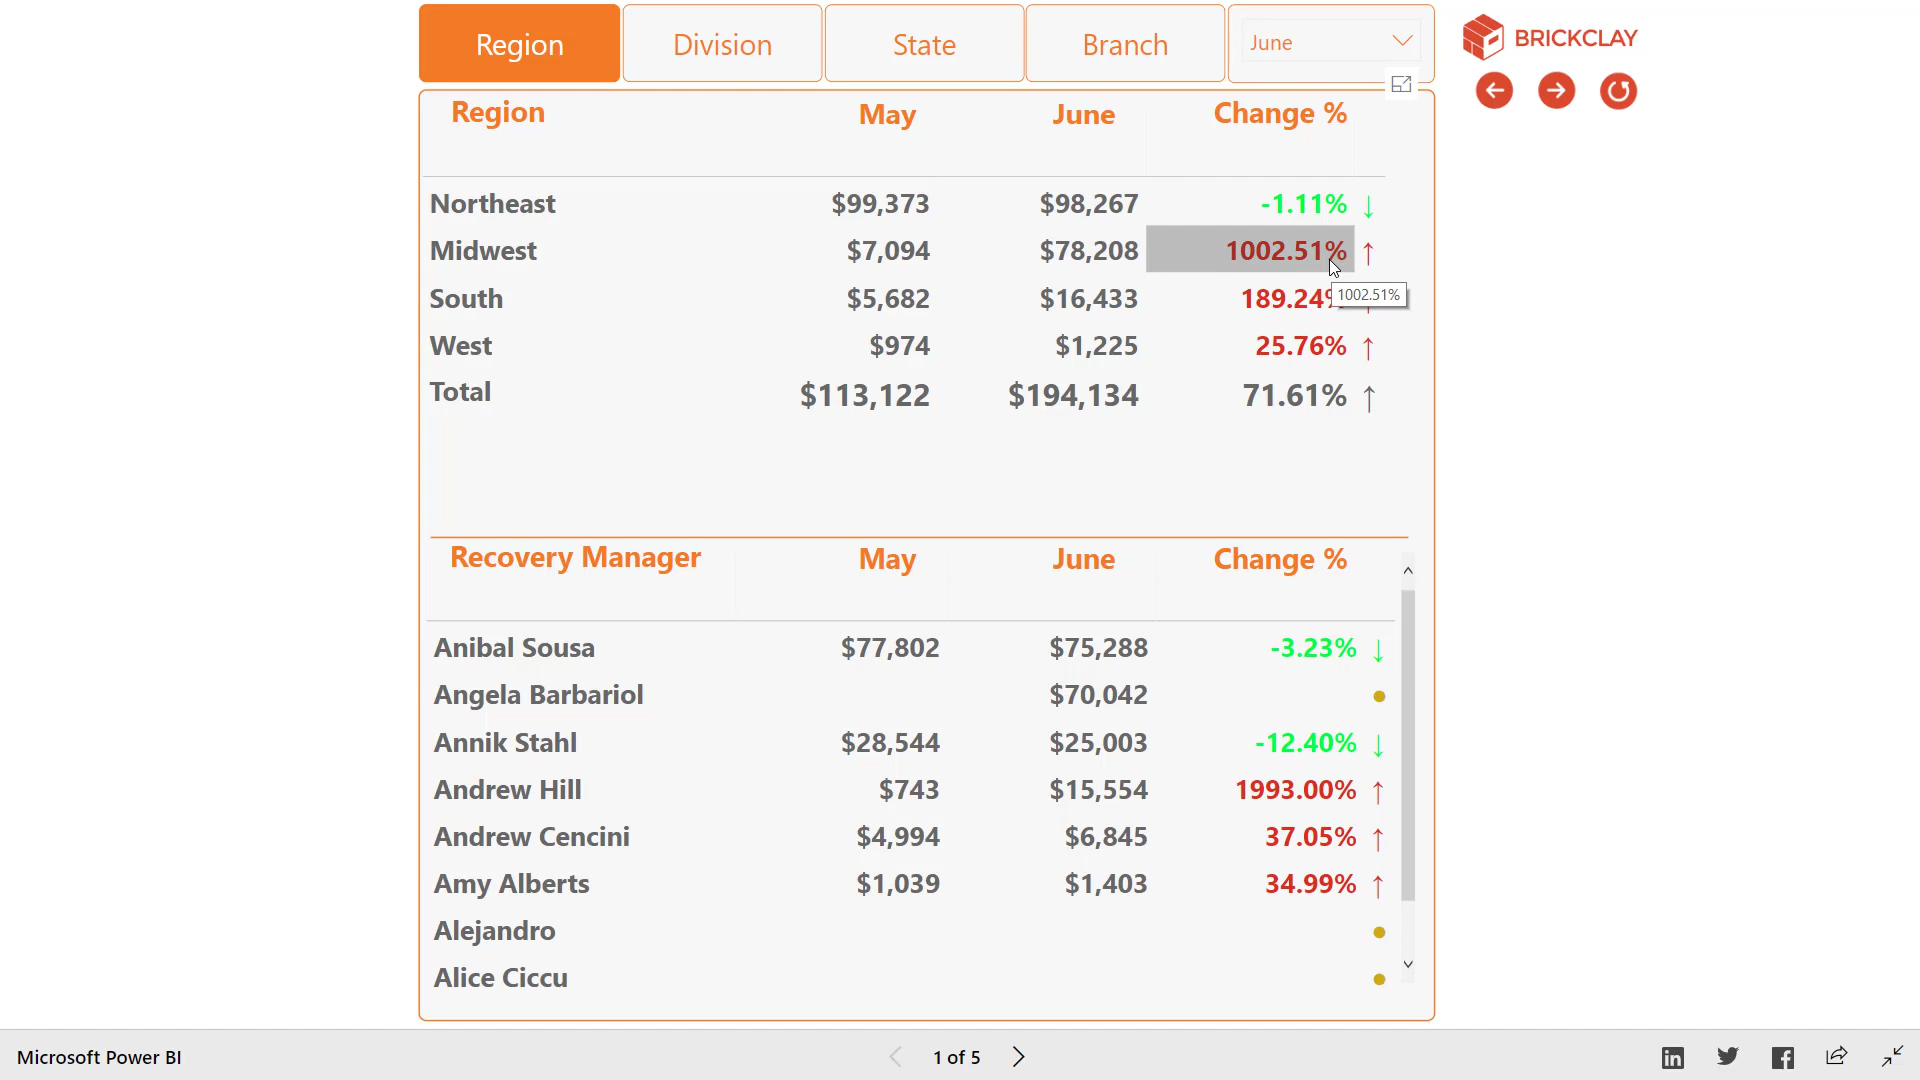 Region Division State Branch June
BRICKCLAY
Region May June Change %
Northeast $99,373 $98,267 -1.11% ↓
Midwest $7,094 $78,208 1002.51% ↑
South $5,682 $16,433 189.24%
1002.51%
West $974 $1,225 25.76% ↑
Total $113,122 $194,134 71.61% ↑
Recovery Manager May June Change %
Anibal Sousa $77,802 $75,288 -3.23% ↓
Angela Barbariol $70,042
Annik Stahl $28,544 $25,003 -12.40% ↓
Andrew Hill $743 $15,554 1993.00% ↑
Andrew Cencini $4,994 $6,845 37.05% ↑
Amy Alberts $1,039 $1,403 34.99% ↑
Alejandro
Alice Ciccu
Microsoft Power BI 1 of 5